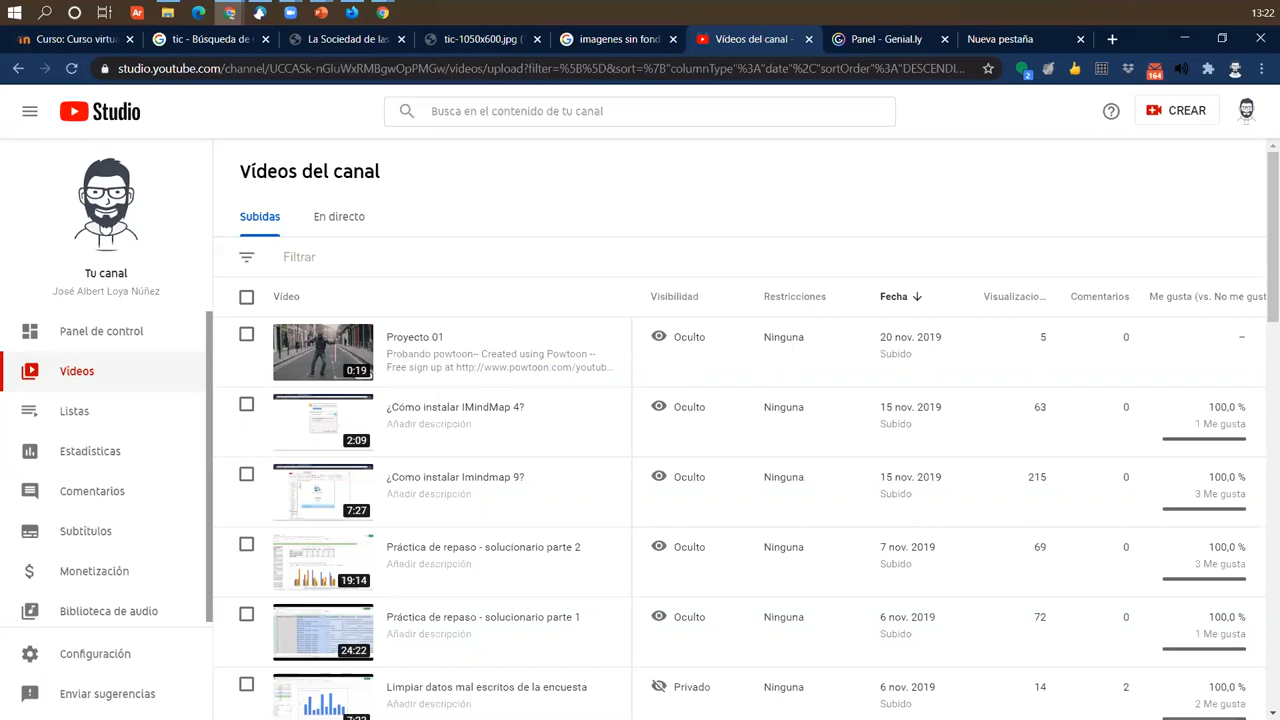 13:22
Curso: Curso virtu
tic - Búsqueda de
La Sociedad de las
tic-1050x600.jpg (
imagenes sin fond
Vídeos del canal -
Panel - Genial.ly
Nueva pestaña
studio.youtube.com/channel/UCCASk-nGIuWxRMBgwOpPMGw/videos/upload?filter=%5B%5D&sort=%7B"columnType"%3A"date"%2C"sortOrder"%3A"DESCENDI...
2
164
Studio
Busca en el contenido de tu canal
CREAR
Tu canal
José Albert Loya Núñez
Panel de control
Vídeos
Listas
Estadísticas
Comentarios
Subtítulos
Monetización
Biblioteca de audio
Configuración
Enviar sugerencias
Vídeos del canal
Subidas
En directo
Filtrar
Vídeo
Visibilidad
Restricciones
Fecha
Visualizacio...
Comentarios
Me gusta (vs. No me gust
0:19
Proyecto 01
Probando powtoon-- Created using Powtoon --
Free sign up at http://www.powtoon.com/youtub...
Oculto
Ninguna
20 nov. 2019
Subido
5
0
–
2:09
¿Cómo instalar IMindMap 4?
Añadir descripción
Oculto
Ninguna
15 nov. 2019
Subido
63
0
100,0 %
1 Me gusta
7:27
¿Como instalar Imindmap 9?
Añadir descripción
Oculto
Ninguna
15 nov. 2019
Subido
215
0
100,0 %
3 Me gusta
19:14
Práctica de repaso - solucionario parte 2
Añadir descripción
Oculto
Ninguna
7 nov. 2019
Subido
69
0
100,0 %
3 Me gusta
24:22
Práctica de repaso - solucionario parte 1
Añadir descripción
Oculto
Ninguna
6 nov. 2019
Subido
72
0
100,0 %
Me gusta
7:23
Limpiar datos mal escritos de la encuesta
Añadir descripción
Privado
Ninguna
6 nov. 2019
Subido
14
2
100,0 %
2 Me gusta